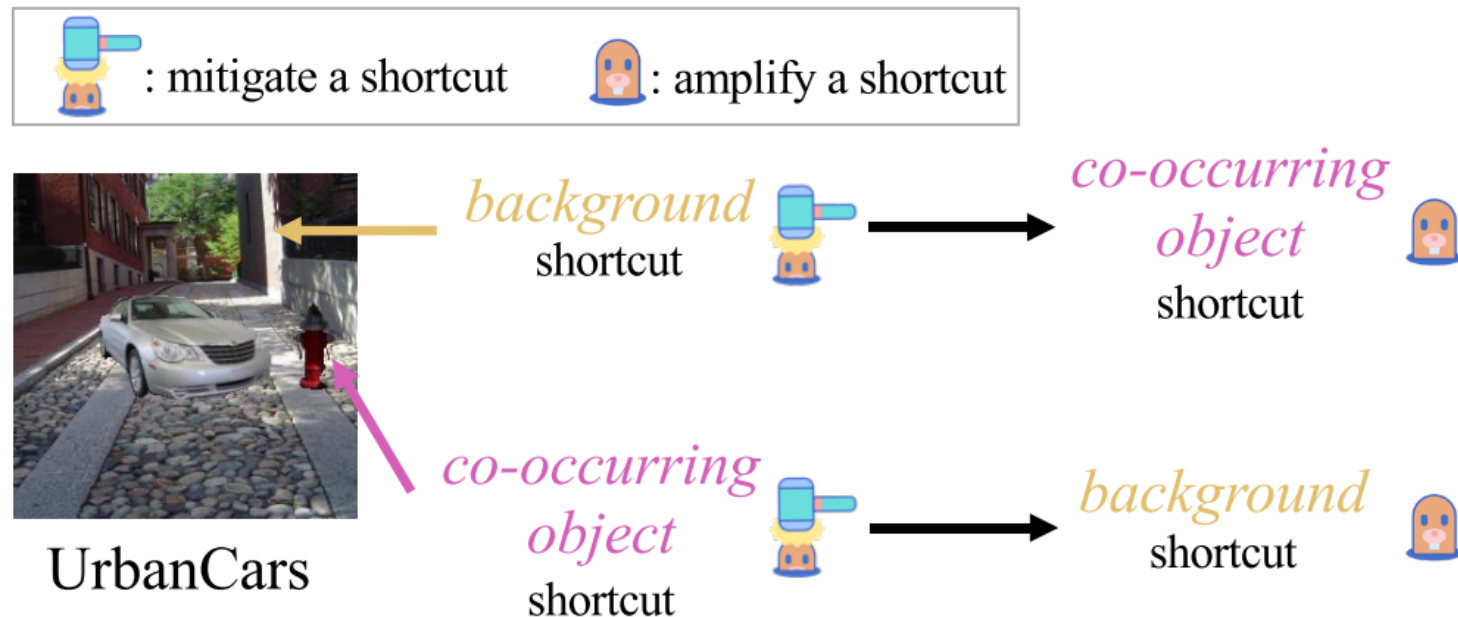 : mitigate a shortcut
: amplify a shortcut
background
shortcut
co-occurring
object
shortcut
co-occurring
object
shortcut
background
shortcut
UrbanCars